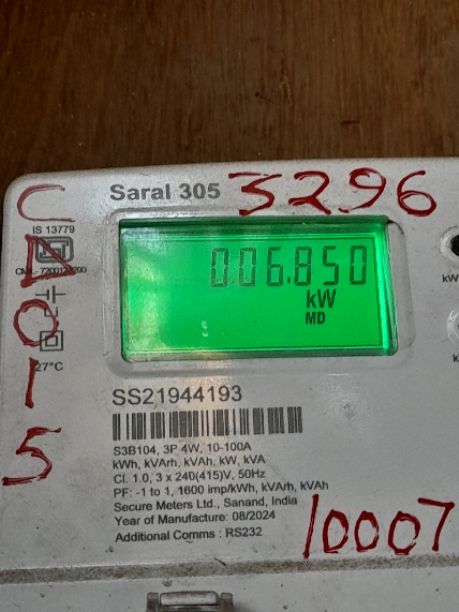 Saral 305
3296
IS 13779
006.850
kW
MD
27°C
SS21944193
S3B104, 3P 4W, 10-100A
kWh, kVArh, kVAh, kW, kVA
Cl. 1.0, 3 x 240(415)V, 50Hz
PF: -1 to 1, 1600 imp/kWh, kVArh, kVAh
Secure Meters Ltd., Sanand, India
Year of Manufacture: 08/2024
Additional Comms : RS232
10007